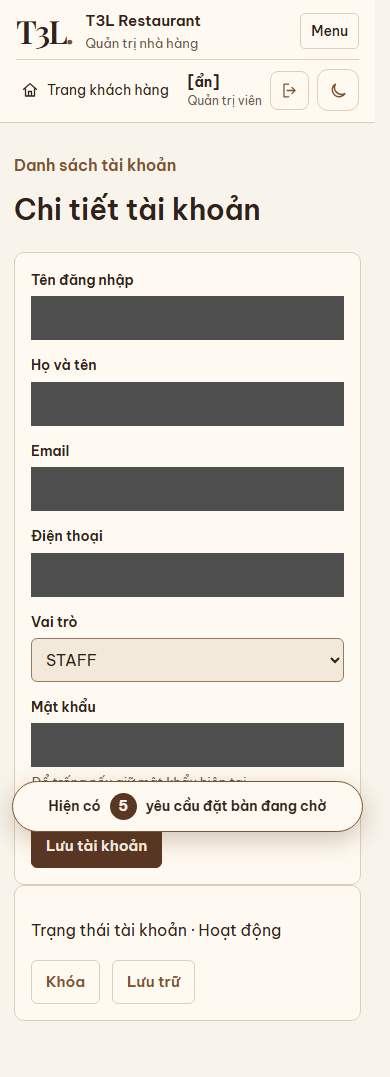 T3L.
T3L Restaurant
Quản trị nhà hàng
Menu
Trang khách hàng
[ẩn]
Quản trị viên
Danh sách tài khoản
Chi tiết tài khoản
Tên đăng nhập
Họ và tên
Email
Điện thoại
Vai trò
STAFF
Mật khẩu
Hiện có 5 yêu cầu đặt bàn đang chờ
Lưu tài khoản
Trạng thái tài khoản · Hoạt động
Khóa
Lưu trữ